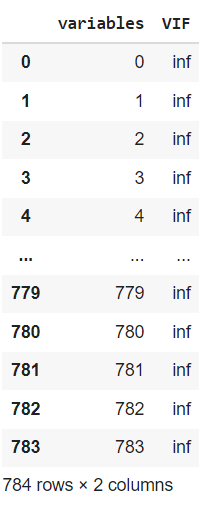 variables VIF
0 0 inf
1 1 inf
2 2 inf
3 3 inf
4 4 inf
... ... ...
779 779 inf
780 780 inf
781 781 inf
782 782 inf
783 783 inf
784 rows × 2 columns